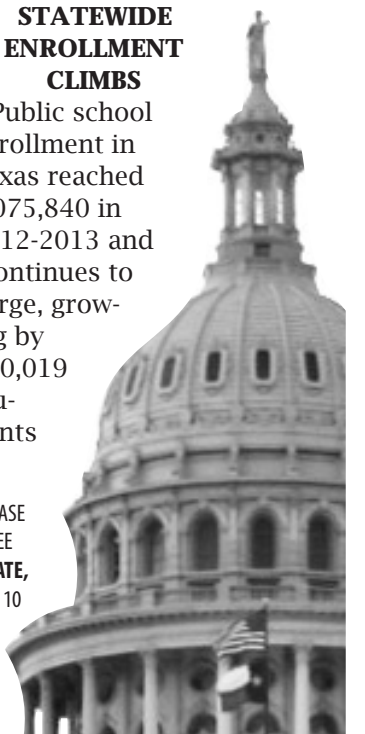 STATEWIDE
ENROLLMENT
CLIMBS
Public school
rollment in
xas reached
075,840 in
12-2013 and
ontinues to
rge, grow-
g by
0,019
u-
nts
ASE
EE
ATE,
10